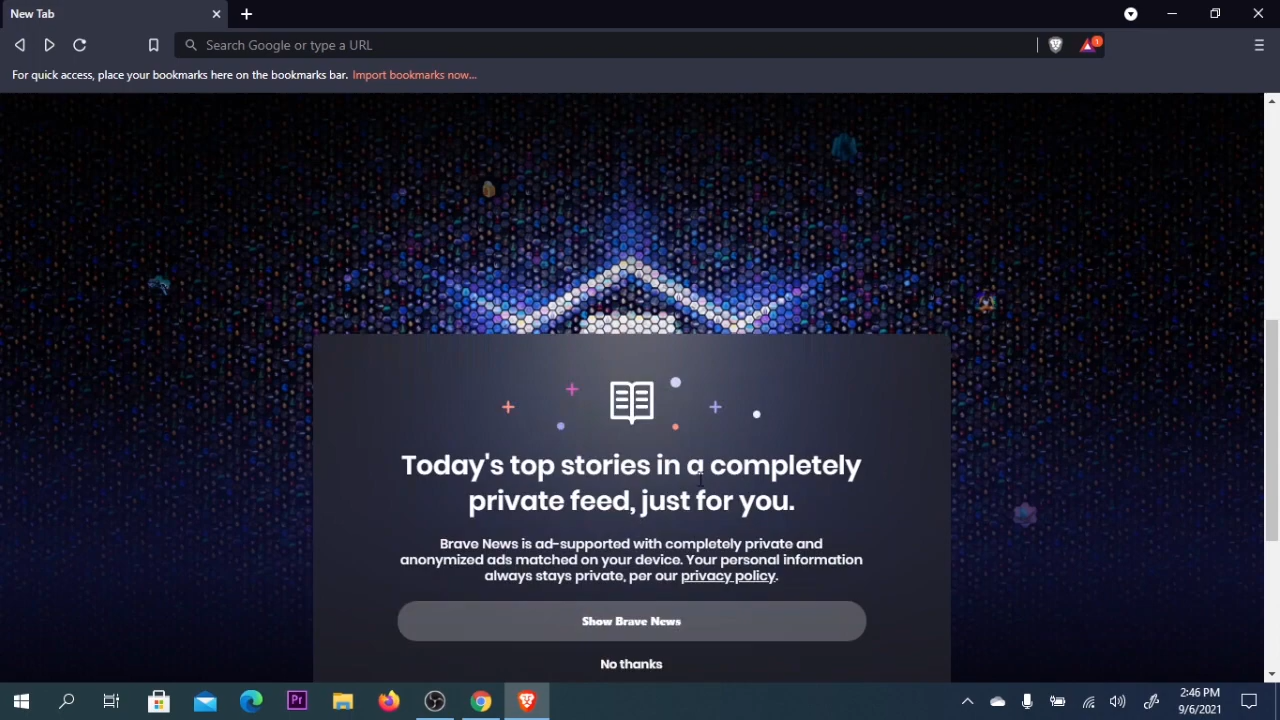 New Tab
Search Google or type a URL
1
For quick access, place your bookmarks here on the bookmarks bar. Import bookmarks now...
Today's top stories in a completely
private feed, just for you.
Brave News is ad-supported with completely private and
anonymized ads matched on your device. Your personal information
always stays private, per our privacy policy.
Show Brave News
No thanks
Pr
2:46 PM
9/6/2021